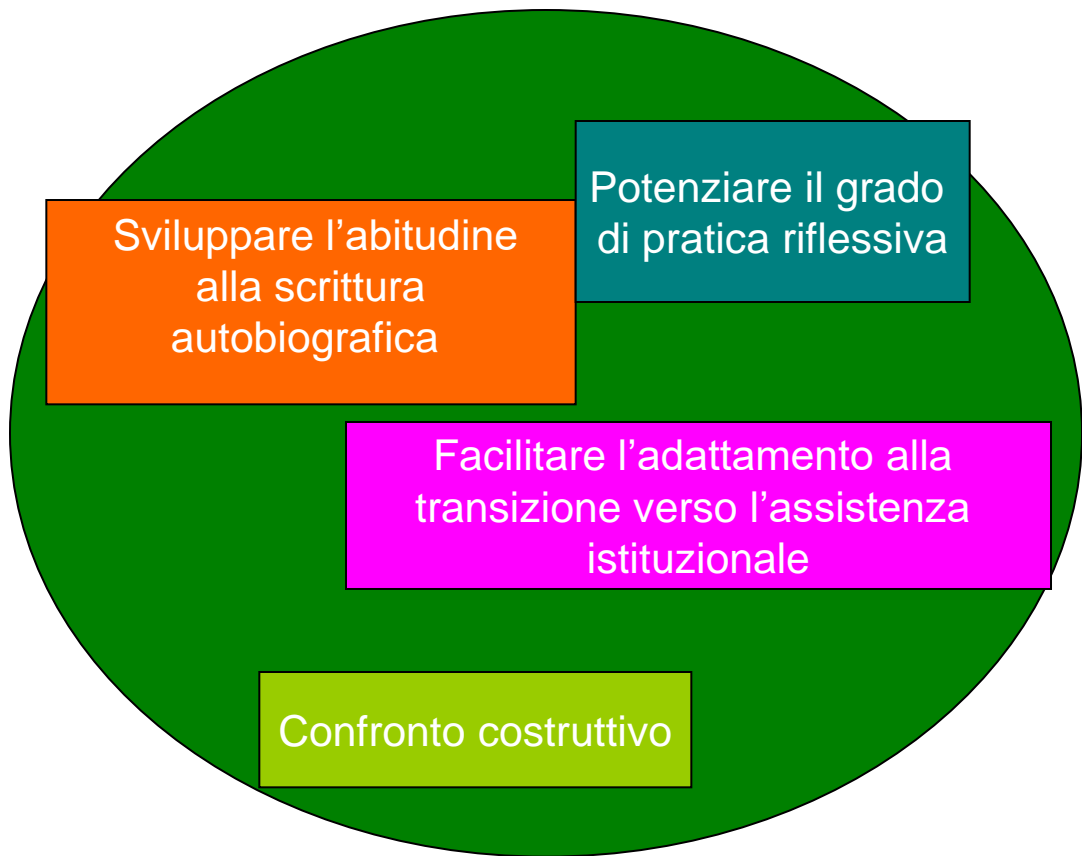 Potenziare il grado
di pratica riflessiva
Sviluppare l’abitudine
alla scrittura
autobiografica
Facilitare l’adattamento alla
transizione verso l’assistenza
istituzionale
Confronto costruttivo